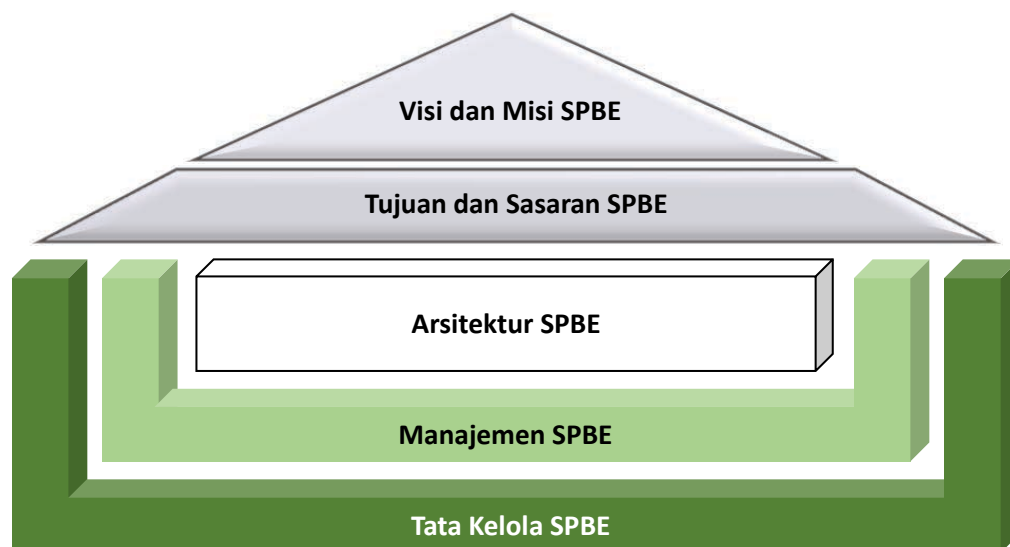 Visi dan Misi SPBE
Tujuan dan Sasaran SPBE
Arsitektur SPBE
Manajemen SPBE
Tata Kelola SPBE